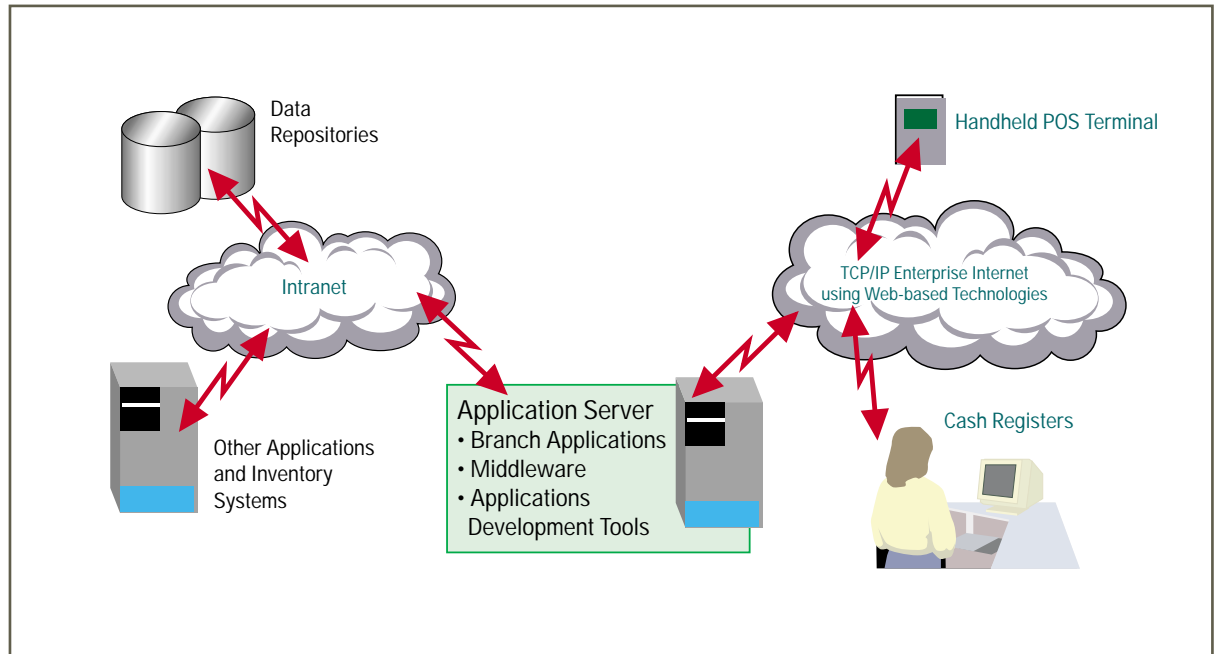 Data
Repositories
Handheld POS Terminal
Intranet
TCP/IP Enterprise Internet
using Web-based Technologies
Other Applications
and Inventory
Systems
Application Server
• Branch Applications
• Middleware
• Applications
Development Tools
Cash Registers